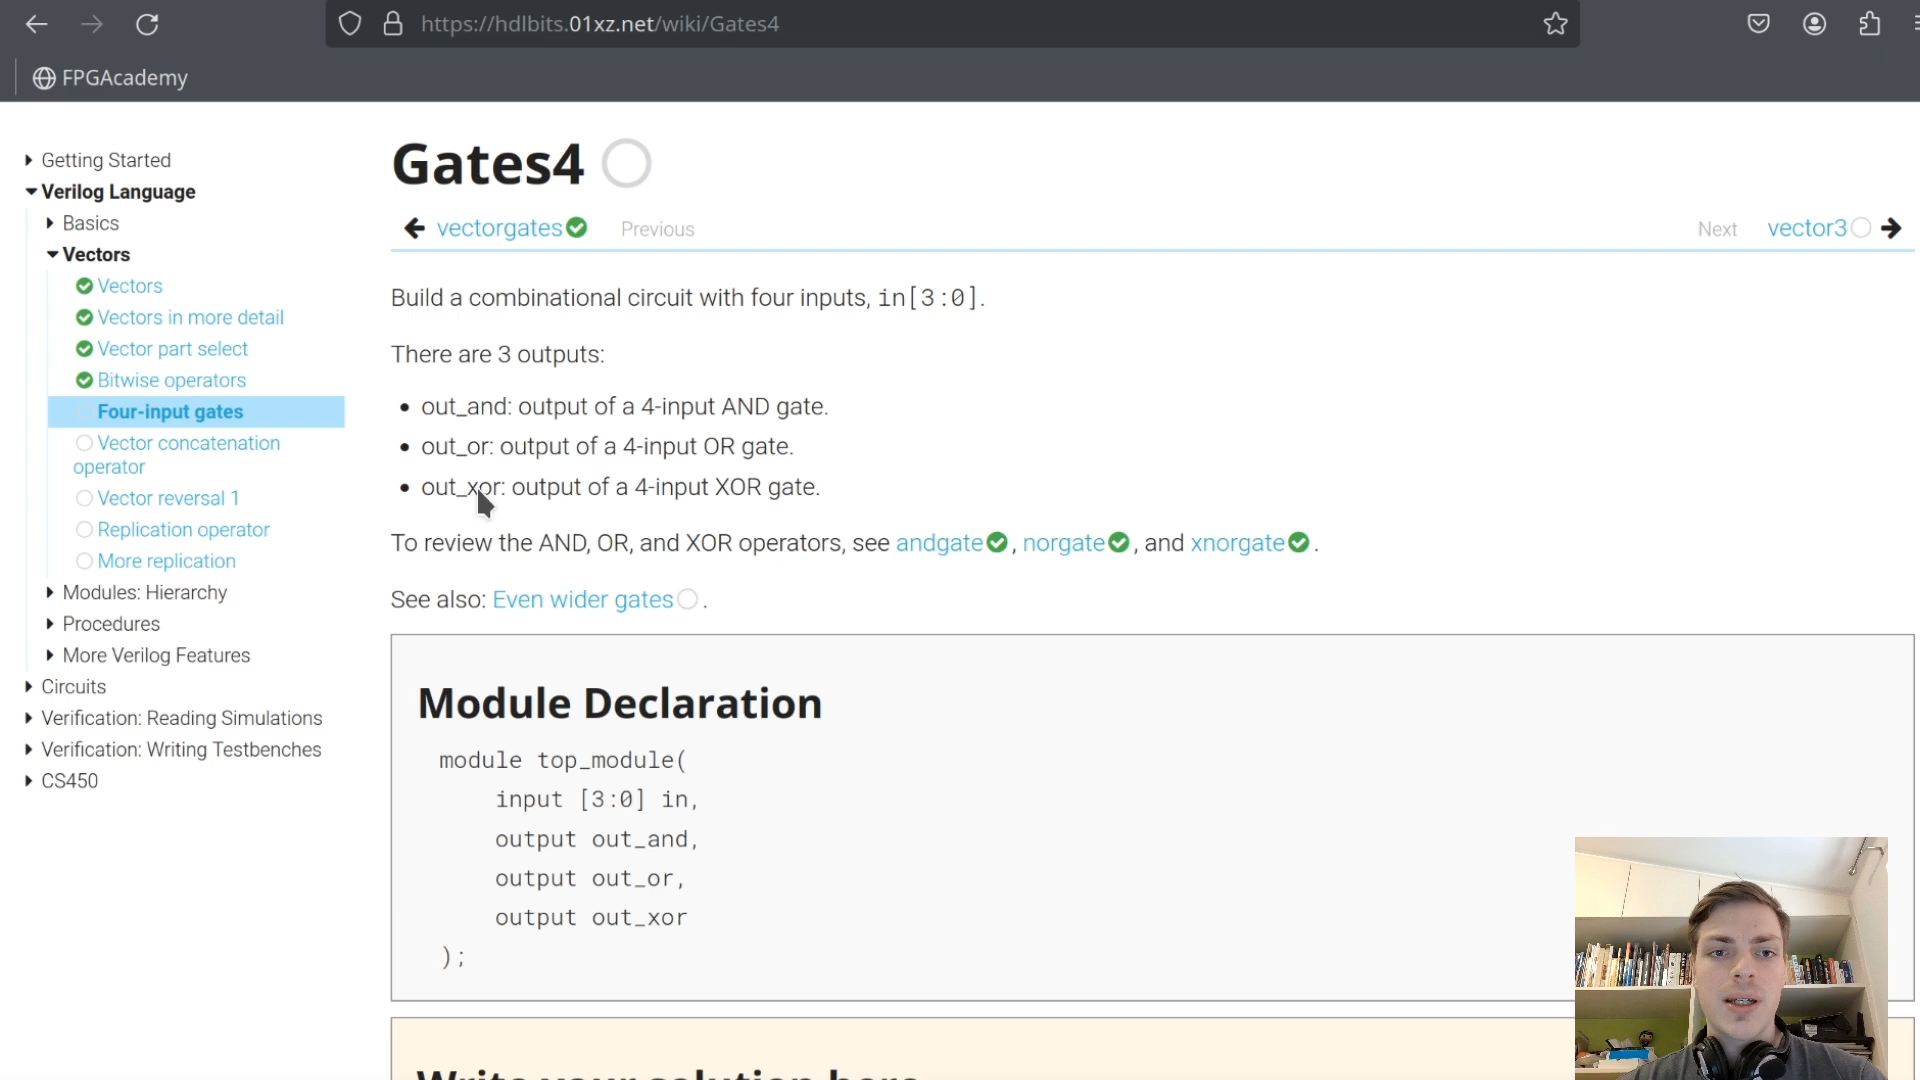 https://hdlbits.01xz.net/wiki/Gates4
FPGAcademy
Getting Started
Verilog Language
Basics
Vectors
Vectors
Vectors in more detail
Vector part select
Bitwise operators
Four-input gates
Vector concatenation
operator
Vector reversal 1
Replication operator
More replication
Modules: Hierarchy
Procedures
More Verilog Features
Circuits
Verification: Reading Simulations
Verification: Writing Testbenches
CS450
Gates4
vectorgates Previous
Next vector3
Build a combinational circuit with four inputs, in[3:0].
There are 3 outputs:
• out_and: output of a 4-input AND gate.
• out_or: output of a 4-input OR gate.
• out_xor: output of a 4-input XOR gate.
To review the AND, OR, and XOR operators, see andgate, norgate, and xnorgate.
See also: Even wider gates.
Module Declaration
module top_module(
input [3:0] in,
output out_and,
output out_or,
output out_xor
);
Write your solution here